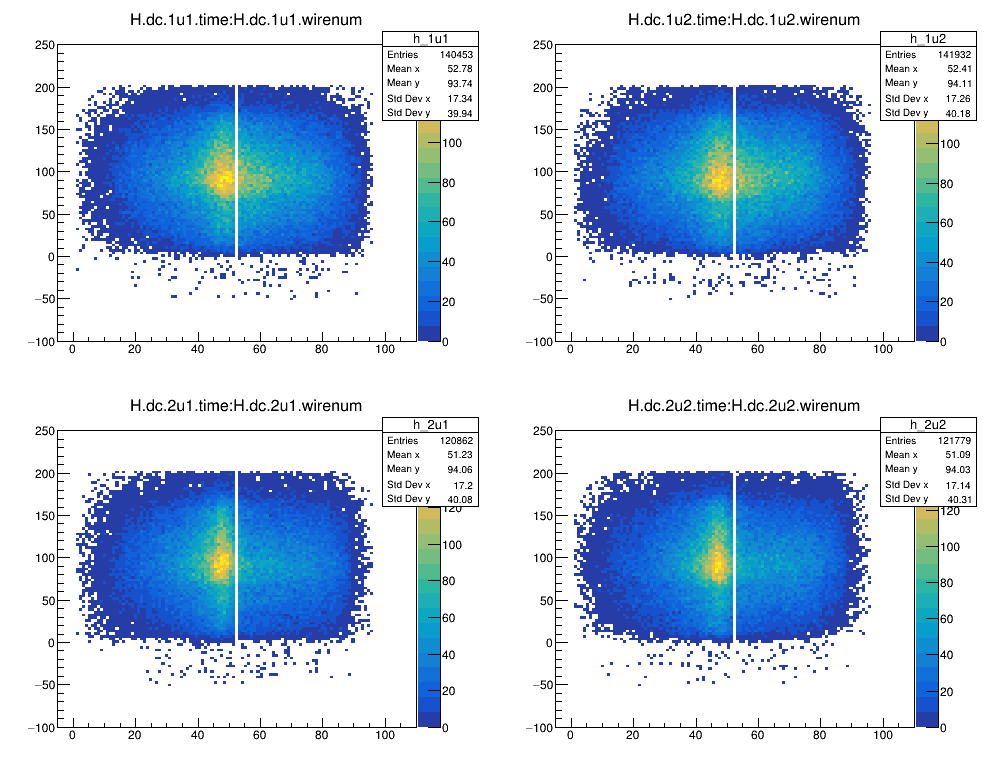 H.dc.1u1.time:H.dc.1u1.wirenum
h_1u1
Entries 140453
Mean x 52.78
Mean y 93.74
Std Dev x 17.34
Std Dev y 39.94
250
200
150
100
50
0
−50
−100
0 20 40 60 80 100
100
80
60
40
20
0
H.dc.1u2.time:H.dc.1u2.wirenum
h_1u2
Entries 141932
Mean x 52.41
Mean y 94.11
Std Dev x 17.26
Std Dev y 40.18
250
200
150
100
50
0
−50
−100
0 20 40 60 80 100
100
80
60
40
20
0
H.dc.2u1.time:H.dc.2u1.wirenum
h_2u1
Entries 120862
Mean x 51.23
Mean y 94.06
Std Dev x 17.2
Std Dev y 40.08
250
200
150
100
50
0
−50
−100
0 20 40 60 80 100
120
100
80
60
40
20
0
H.dc.2u2.time:H.dc.2u2.wirenum
h_2u2
Entries 121779
Mean x 51.09
Mean y 94.03
Std Dev x 17.14
Std Dev y 40.31
250
200
150
100
50
0
−50
−100
0 20 40 60 80 100
120
100
80
60
40
20
0